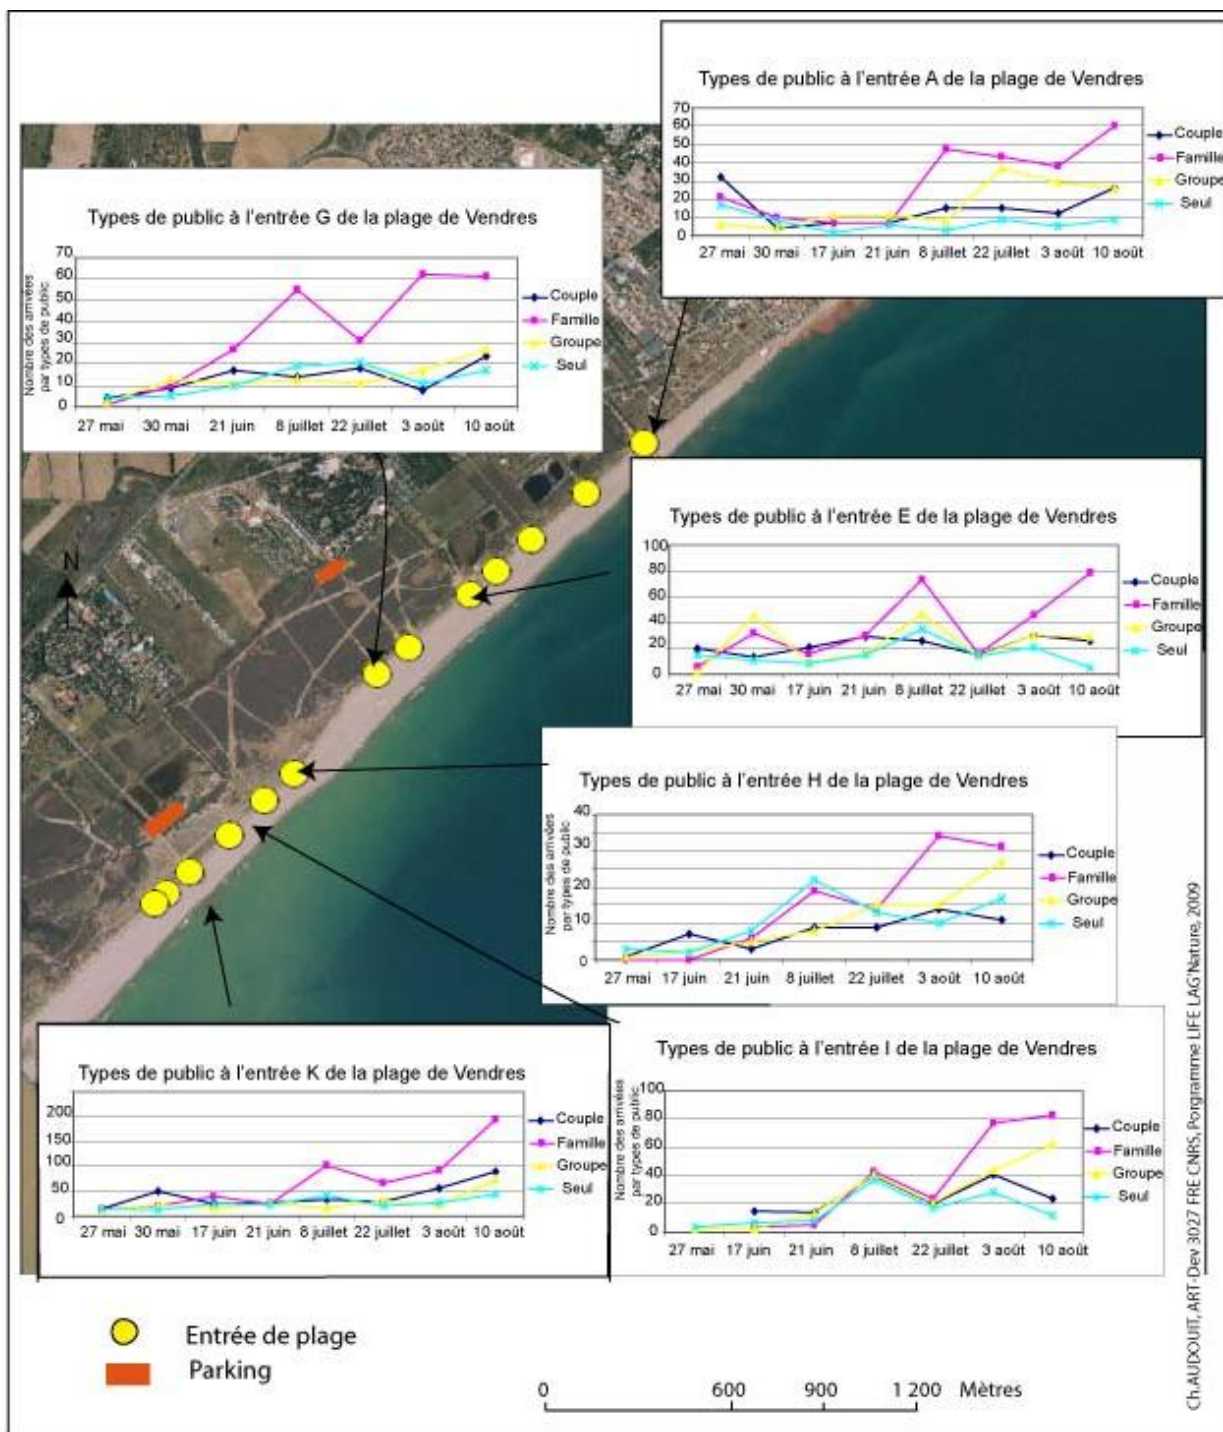 Types de public à l'entrée A de la plage de Vendres
70
60
50
40
30
20
10
0
27 mai 30 mai 17 juin 21 juin 8 juillet 22 juillet 3 août 10 août
Couple
Famille
Groupe
Seul
Types de public à l'entrée G de la plage de Vendres
Nombre des arrivées
par types de public
70
60
50
40
30
20
10
0
27 mai 30 mai 21 juin 8 juillet 22 juillet 3 août 10 août
Couple
Famille
Groupe
Seul
Types de public à l'entrée E de la plage de Vendres
100
80
60
40
20
0
27 mai 30 mai 17 juin 21 juin 8 juillet 22 juillet 3 août 10 août
Couple
Famille
Groupe
Seul
N
Types de public à l'entrée H de la plage de Vendres
Nombre des arrivées
par types de public
40
30
20
10
0
27 mai 17 juin 21 juin 8 juillet 22 juillet 3 août 10 août
Couple
Famille
Groupe
Seul
Types de public à l'entrée K de la plage de Vendres
200
150
100
50
0
27 mai 30 mai 17 juin 21 juin 8 juillet 22 juillet 3 août 10 août
Couple
Famille
Groupe
Seul
Types de public à l'entrée I de la plage de Vendres
Nombre des arrivées
par types de public
100
80
60
40
20
0
27 mai 17 juin 21 juin 8 juillet 22 juillet 3 août 10 août
Couple
Famille
Groupe
Seul
Entrée de plage
Parking
0 600 900 1 200 Mètres
Ch.AUDOUIT, ART-Dev 3027 FRE CNRS, Porgramme LIFE LAG'Nature, 2009